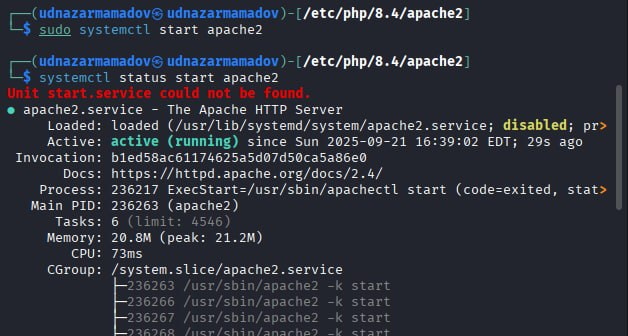 ┌──(udnazarmamadov㉿udnazarmamadov)-[/etc/php/8.4/apache2]
└─$ sudo systemctl start apache2
┌──(udnazarmamadov㉿udnazarmamadov)-[/etc/php/8.4/apache2]
└─$ systemctl status start apache2
Unit start.service could not be found.
● apache2.service - The Apache HTTP Server
Loaded: loaded (/usr/lib/systemd/system/apache2.service; disabled; pr>
Active: active (running) since Sun 2025-09-21 16:39:02 EDT; 29s ago
Invocation: b1ed58ac61174625a5d07d50ca5a86e0
Docs: https://httpd.apache.org/docs/2.4/
Process: 236217 ExecStart=/usr/sbin/apachectl start (code=exited, stat>
Main PID: 236263 (apache2)
Tasks: 6 (limit: 4546)
Memory: 20.8M (peak: 21.2M)
CPU: 73ms
CGroup: /system.slice/apache2.service
├─236263 /usr/sbin/apache2 -k start
├─236266 /usr/sbin/apache2 -k start
├─236267 /usr/sbin/apache2 -k start
├─236268 /usr/sbin/apache2 -k start